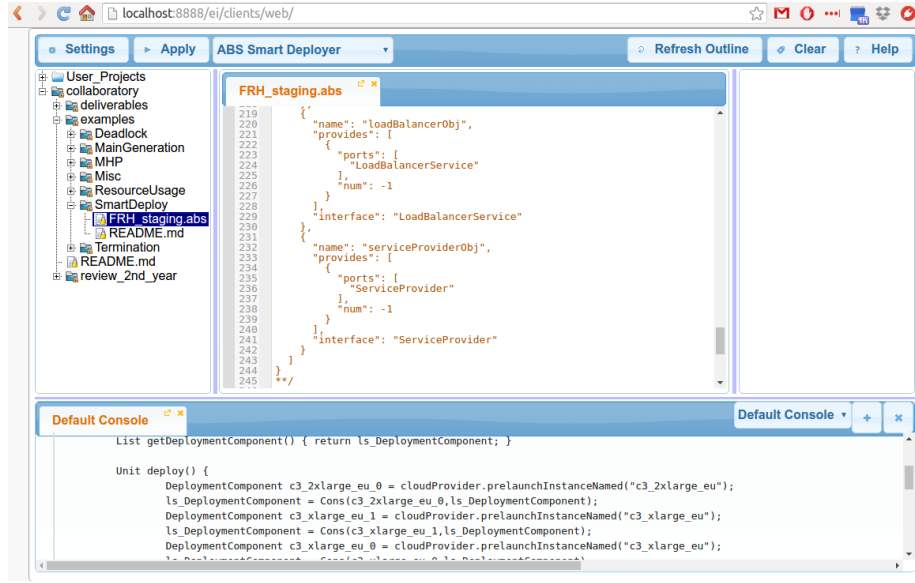 localhost:8888/ei/clients/web/
Settings
Apply
ABS Smart Deployer
Refresh Outline
Clear
? Help
User_Projects
collaboratory
deliverables
examples
Deadlock
MainGeneration
MHP
Misc
ResourceUsage
SmartDeploy
FRH_staging.abs
README.md
Termination
README.md
review_2nd_year
FRH_staging.abs
218 },
219 {
220 "name": "loadBalancerObj",
221 "provides": [
222 {
223 "ports": [
224 "LoadBalancerService"
225 ],
226 "num": -1
227 }
228 ],
229 "interface": "LoadBalancerService"
230 },
231 {
232 "name": "serviceProviderObj",
233 "provides": [
234 {
235 "ports": [
236 "ServiceProvider"
237 ],
238 "num": -1
239 }
240 ],
241 "interface": "ServiceProvider"
242 }
243 ]
244 }
245 **/
Default Console
Default Console
List getDeploymentComponent() { return ls_DeploymentComponent; }
Unit deploy() {
DeploymentComponent c3_2xlarge_eu_0 = cloudProvider.prelaunchInstanceNamed("c3_2xlarge_eu");
ls_DeploymentComponent = Cons(c3_2xlarge_eu_0,ls_DeploymentComponent);
DeploymentComponent c3_xlarge_eu_1 = cloudProvider.prelaunchInstanceNamed("c3_xlarge_eu");
ls_DeploymentComponent = Cons(c3_xlarge_eu_1,ls_DeploymentComponent);
DeploymentComponent c3_xlarge_eu_0 = cloudProvider.prelaunchInstanceNamed("c3_xlarge_eu");
ls_DeploymentComponent = Cons(c3_xlarge_eu_0,ls_DeploymentComponent)